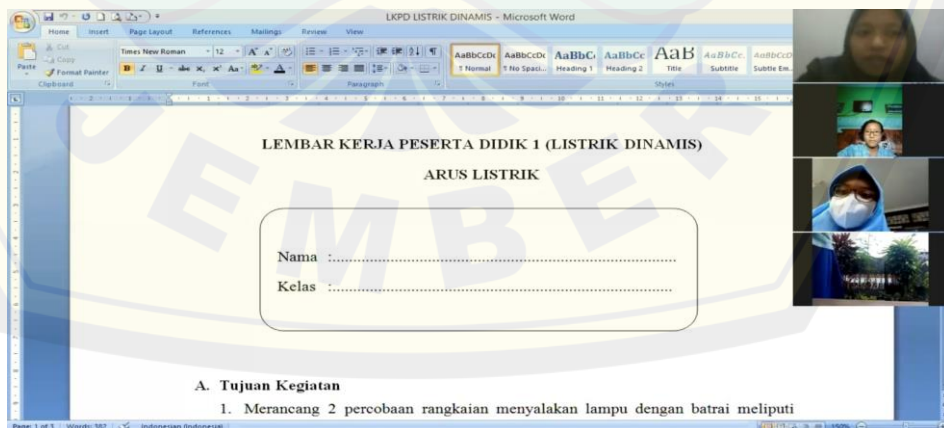 LKPD LISTRIK DINAMIS - Microsoft Word
Home Insert Page Layout References Mailings Review View
Cut
Copy
Paste
Format Painter
Times New Roman 12
AaBbCcDc AaBbCcDc AaBbC AaBbCc AaB AaBbCc. AaBbCcD
¶ Normal ¶ No Spaci... Heading 1 Heading 2 Title Subtitle Subtle Em...
Clipboard Font Paragraph Styles
JEMBER
LEMBAR KERJA PESERTA DIDIK 1 (LISTRIK DINAMIS)
ARUS LISTRIK
Nama :......................................................................
Kelas :......................................................................
A. Tujuan Kegiatan
1. Merancang 2 percobaan rangkaian menyalakan lampu dengan batrai meliputi
Page: 1 of 3 Words: 382 Indonesian (Indonesia) 150%